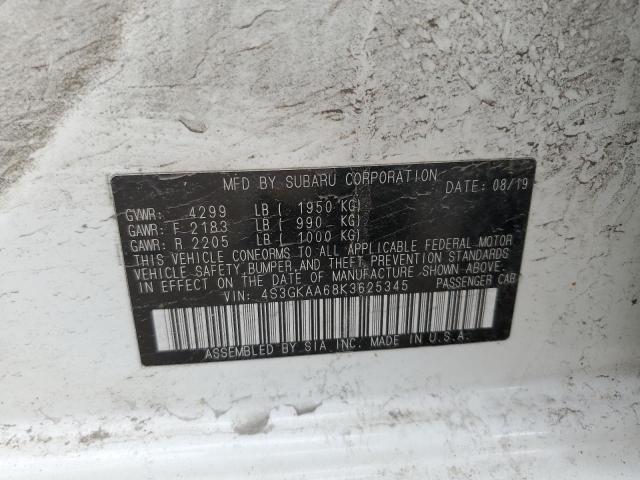 MFD BY SUBARU CORPORATION DATE: 08/19
GVWR: 4299 LB ( 1950 KG)
GAWR: F 2183 LB ( 990 KG)
GAWR: R 2205 LB ( 1000 KG)
THIS VEHICLE CONFORMS TO ALL APPLICABLE FEDERAL MOTOR
VEHICLE SAFETY,BUMPER,AND THEFT PREVENTION STANDARDS
IN EFFECT ON THE DATE OF MANUFACTURE SHOWN ABOVE.
VIN: 4S3GKAA68K3625345 PASSENGER CAR
ASSEMBLED BY SIA INC. MADE IN U.S.A.